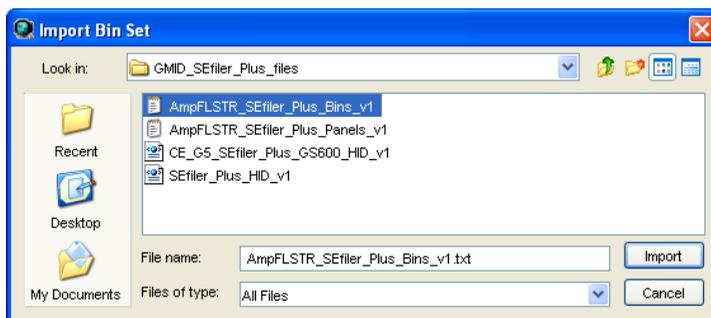 Import Bin Set
Look in: GMID_SEfiler_Plus_files
Recent
Desktop
My Documents
AmpFLSTR_SEfiler_Plus_Bins_v1
AmpFLSTR_SEfiler_Plus_Panels_v1
CE_G5_SEfiler_Plus_GS600_HID_v1
SEfiler_Plus_HID_v1
File name: AmpFLSTR_SEfiler_Plus_Bins_v1.txt Import
Files of type: All Files Cancel